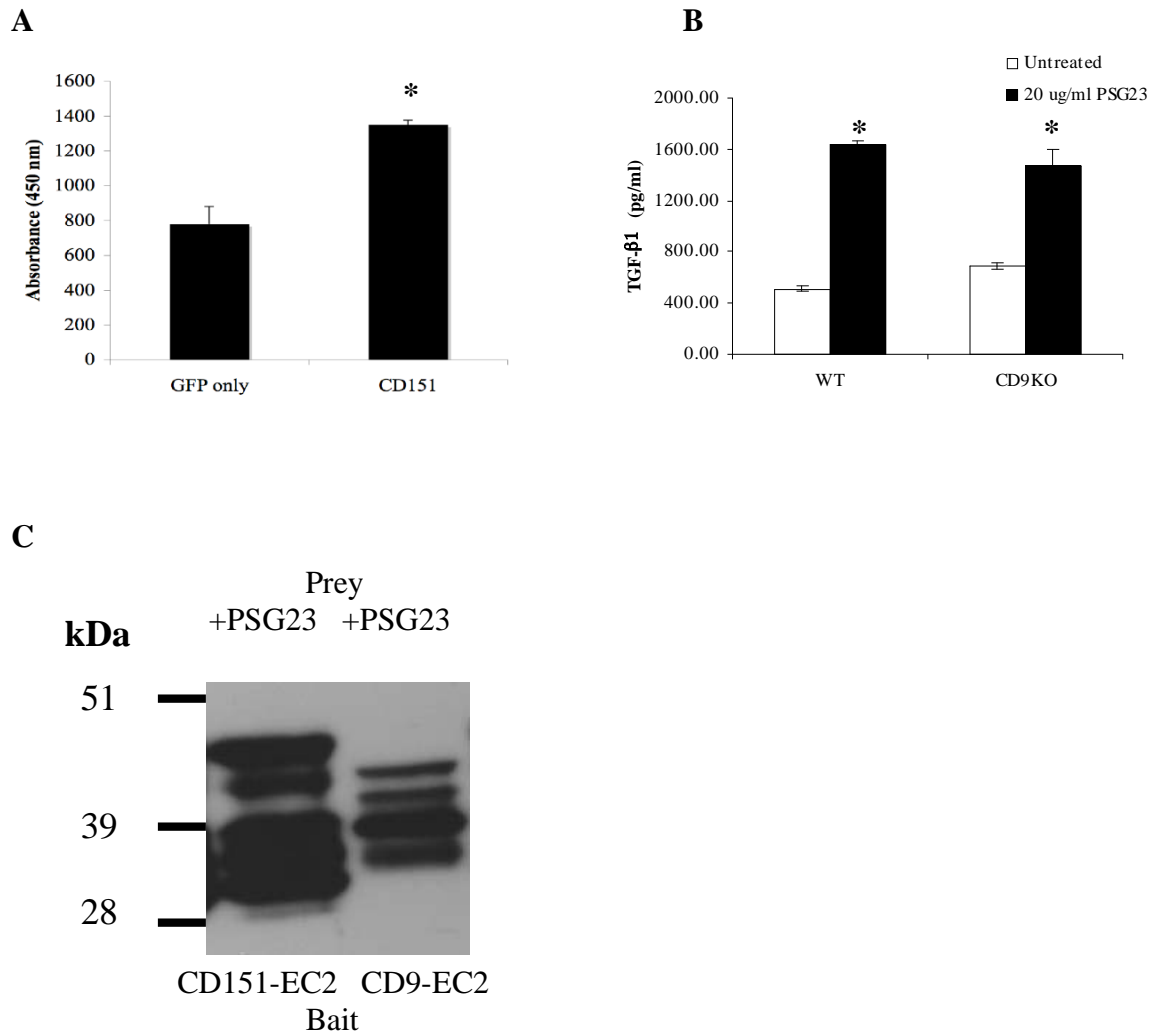 A
Absorbance (450 nm)
1600
1400
1200
1000
800
600
400
200
0
*
GFP only
CD151
B
Untreated
20 ug/ml PSG23
TGF-β1 (pg/ml)
2000.00
1600.00
1200.00
800.00
400.00
0.00
*
*
WT
CD9KO
C
Prey
+PSG23 +PSG23
kDa
51
39
28
CD151-EC2 CD9-EC2
Bait